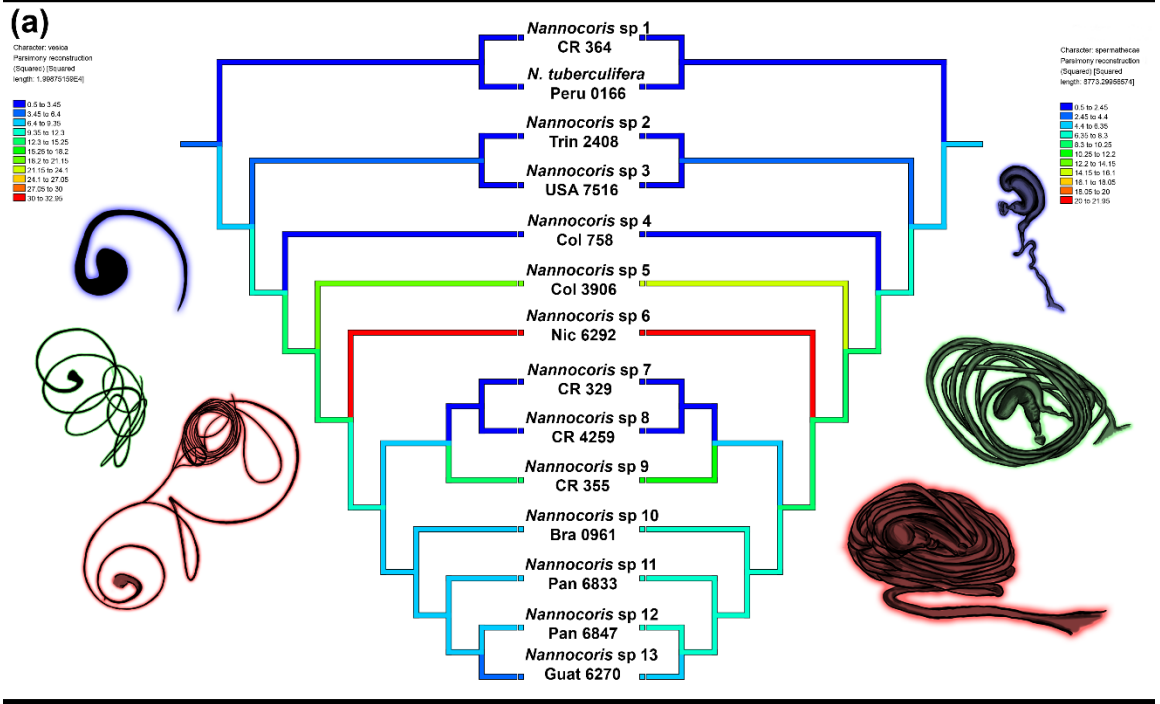 (a)
Character: vesica
Parsimony reconstruction
(Squared) [Squared
length: 1.99875159E4]
0.5 to 3.45
3.45 to 6.4
6.4 to 9.35
9.35 to 12.3
12.3 to 15.25
15.25 to 18.2
18.2 to 21.15
21.15 to 24.1
24.1 to 27.05
27.05 to 30
30 to 32.95
Nannocoris sp 1
CR 364
N. tuberculifera
Peru 0166
Nannocoris sp 2
Trin 2408
Nannocoris sp 3
USA 7516
Nannocoris sp 4
Col 758
Nannocoris sp 5
Col 3906
Nannocoris sp 6
Nic 6292
Nannocoris sp 7
CR 329
Nannocoris sp 8
CR 4259
Nannocoris sp 9
CR 355
Nannocoris sp 10
Bra 0961
Nannocoris sp 11
Pan 6833
Nannocoris sp 12
Pan 6847
Nannocoris sp 13
Guat 6270
Character: spermathecae
Parsimony reconstruction
(Squared) [Squared
length: 8773.29958574]
0.5 to 2.45
2.45 to 4.4
4.4 to 6.35
6.35 to 8.3
8.3 to 10.25
10.25 to 12.2
12.2 to 14.15
14.15 to 16.1
16.1 to 18.05
18.05 to 20
20 to 21.95